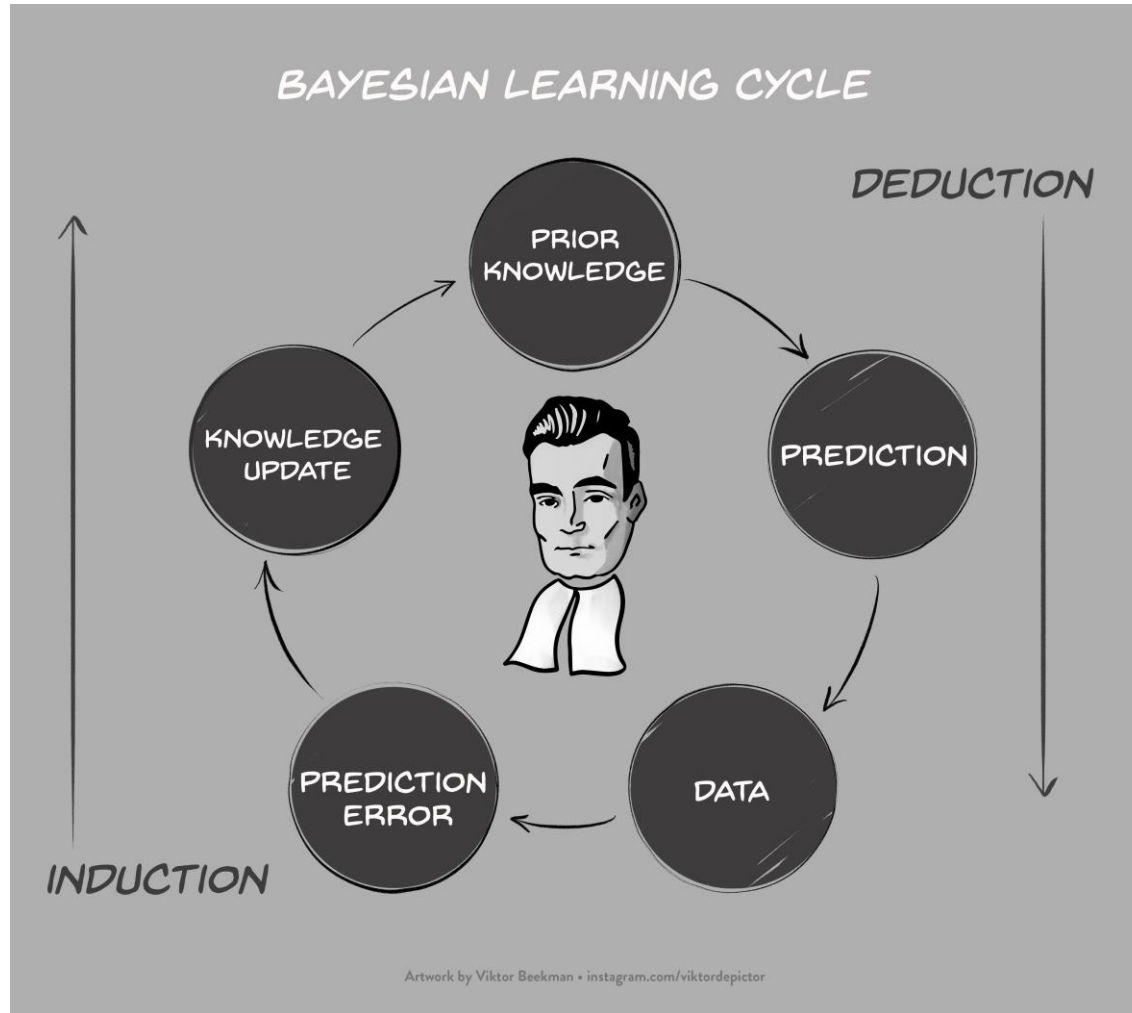 BAYESIAN LEARNING CYCLE
DEDUCTION
PRIOR
KNOWLEDGE
PREDICTION
DATA
PREDICTION
ERROR
KNOWLEDGE
UPDATE
INDUCTION
Artwork by Viktor Beekman • instagram.com/viktordepictor